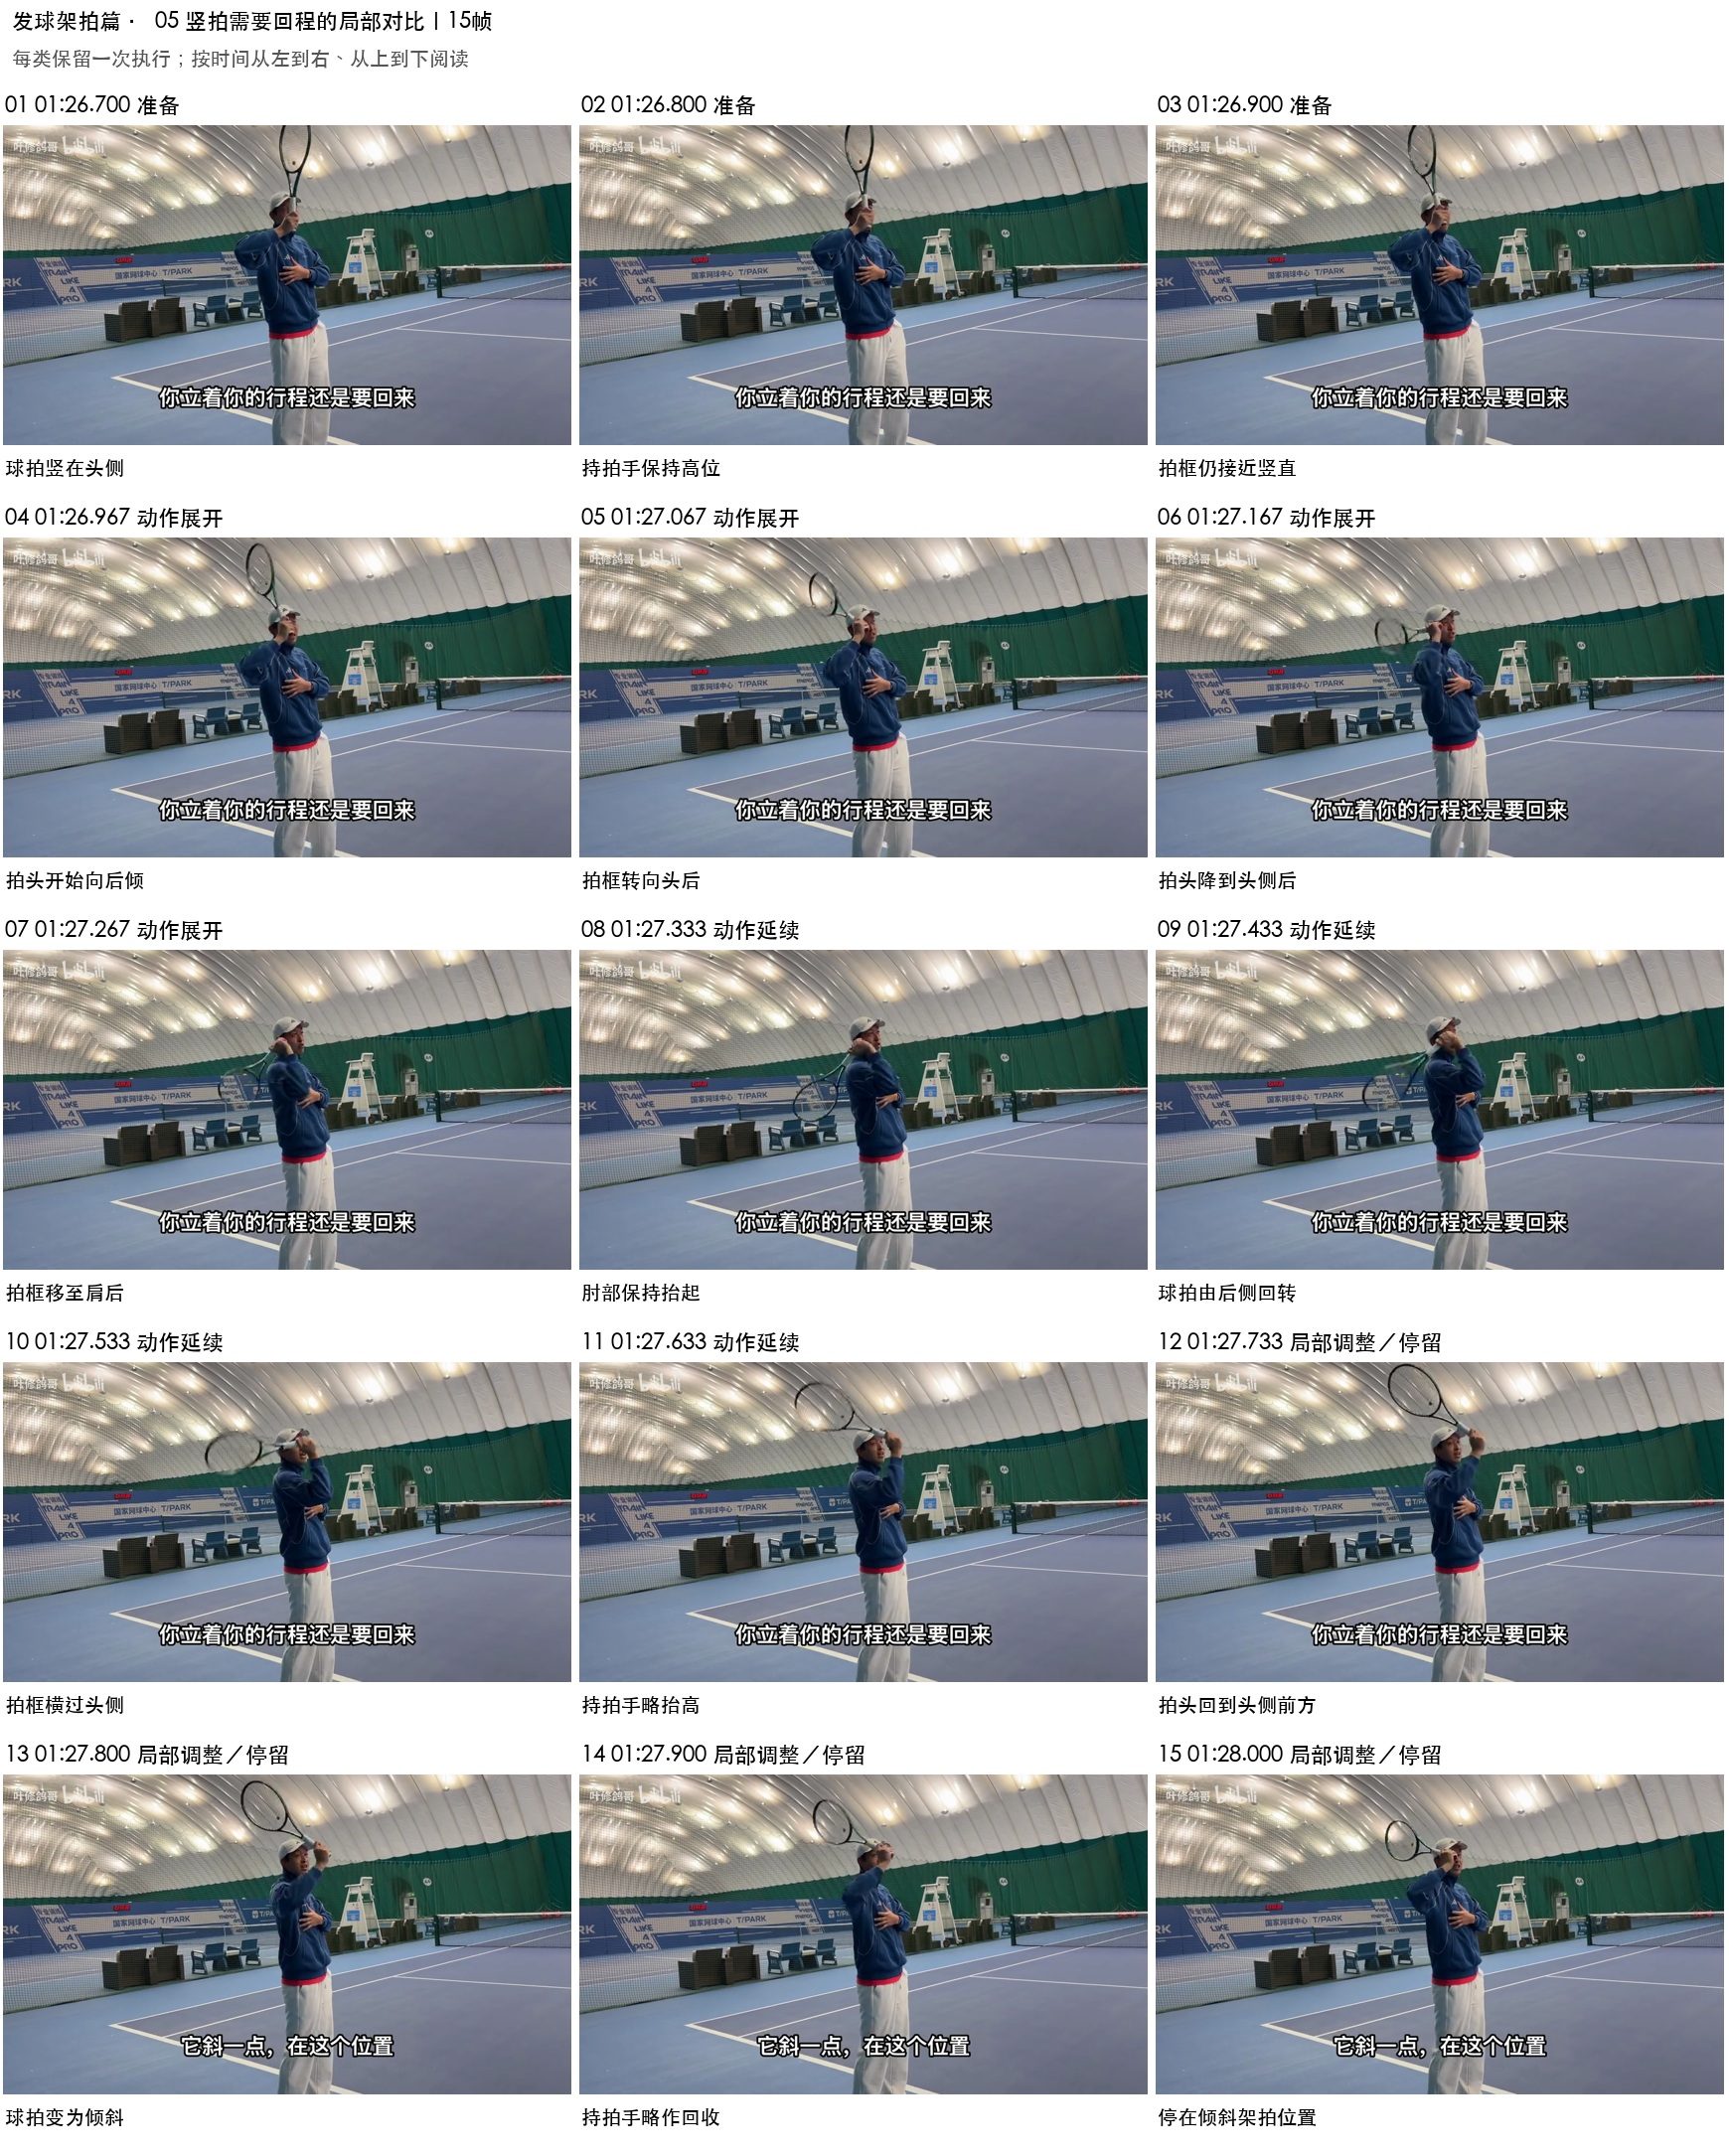 发球架拍篇 · 05 竖拍需要回程的局部对比 | 15帧
每类保留一次执行；按时间从左到右、从上到下阅读
01 01:26.700 准备
02 01:26.800 准备
03 01:26.900 准备
叶修鸽哥 bilibili
国家网球中心 T/PARK
TRAIN LIKE A PRO
你立着你的行程还是要回来
你立着你的行程还是要回来
你立着你的行程还是要回来
球拍竖在头侧
持拍手保持高位
拍框仍接近竖直
04 01:26.967 动作展开
05 01:27.067 动作展开
06 01:27.167 动作展开
你立着你的行程还是要回来
你立着你的行程还是要回来
你立着你的行程还是要回来
拍头开始向后倾
拍框转向头后
拍头降到头侧后
07 01:27.267 动作展开
08 01:27.333 动作延续
09 01:27.433 动作延续
你立着你的行程还是要回来
你立着你的行程还是要回来
你立着你的行程还是要回来
拍框移至肩后
肘部保持抬起
球拍由后侧回转
10 01:27.533 动作延续
11 01:27.633 动作延续
12 01:27.733 局部调整／停留
你立着你的行程还是要回来
你立着你的行程还是要回来
你立着你的行程还是要回来
拍框横过头侧
持拍手略抬高
拍头回到头侧前方
13 01:27.800 局部调整／停留
14 01:27.900 局部调整／停留
15 01:28.000 局部调整／停留
它斜一点，在这个位置
它斜一点，在这个位置
它斜一点，在这个位置
球拍变为倾斜
持拍手略作回收
停在倾斜架拍位置